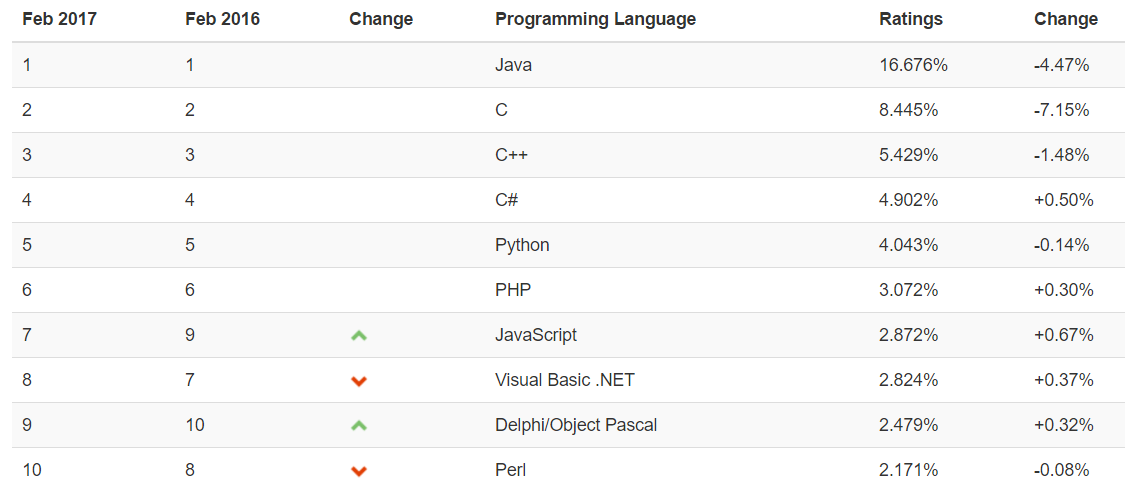 Feb 2017 Feb 2016 Change Programming Language Ratings Change
1 1 Java 16.676% -4.47%
2 2 C 8.445% -7.15%
3 3 C++ 5.429% -1.48%
4 4 C# 4.902% +0.50%
5 5 Python 4.043% -0.14%
6 6 PHP 3.072% +0.30%
7 9 JavaScript 2.872% +0.67%
8 7 Visual Basic .NET 2.824% +0.37%
9 10 Delphi/Object Pascal 2.479% +0.32%
10 8 Perl 2.171% -0.08%